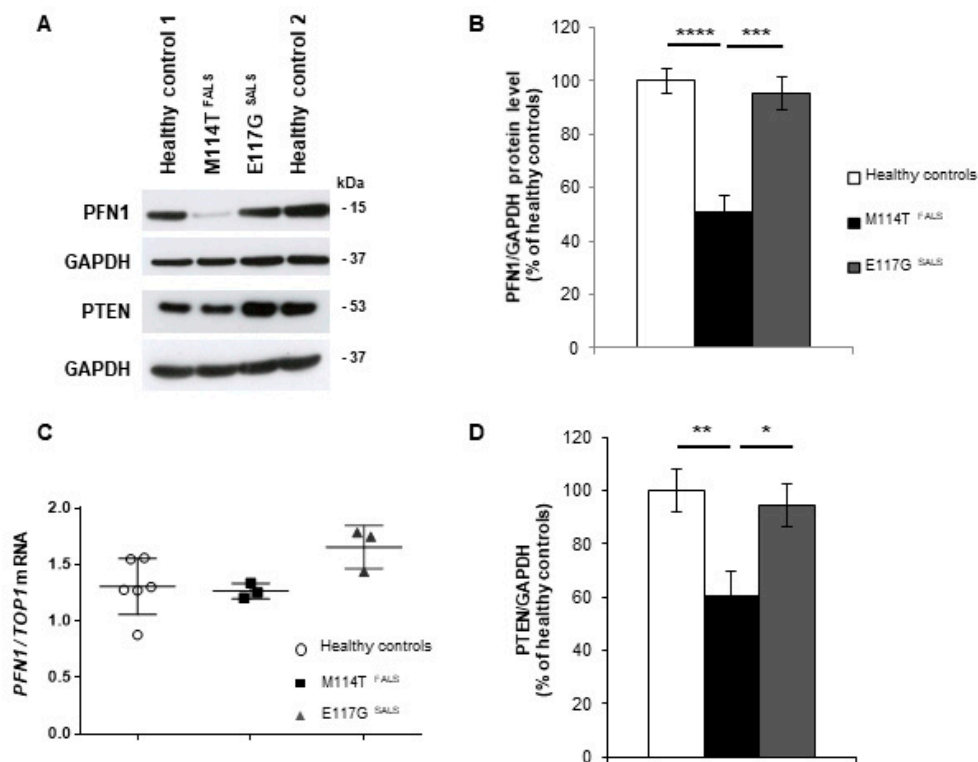 A
Healthy control 1
M114T FALS
E117G SALS
Healthy control 2
kDa
PFN1
- 15
GAPDH
- 37
PTEN
- 53
GAPDH
- 37
B
PFN1/GAPDH protein level
(% of healthy controls)
120
100
80
60
40
20
0
****
***
Healthy controls
M114T FALS
E117G SALS
C
PFN1/TOP1 mRNA
2.0
1.5
1.0
0.5
0.0
Healthy controls
M114T FALS
E117G SALS
D
PTEN/GAPDH
(% of healthy controls)
120
100
80
60
40
20
0
**
*